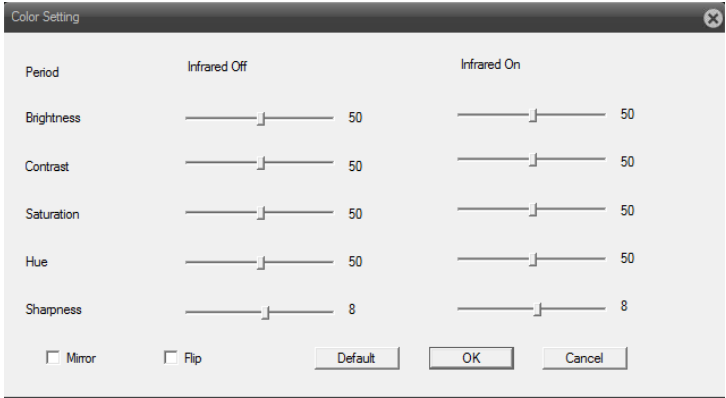 Color Setting
Period Infrared Off Infrared On
Brightness 50 50
Contrast 50 50
Saturation 50 50
Hue 50 50
Sharpness 8 8
Mirror Flip Default OK Cancel